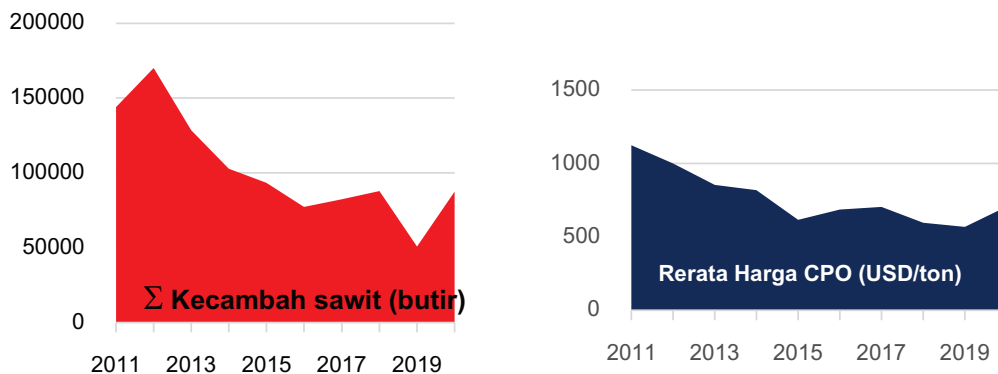 200000
150000
100000
50000
0
Σ Kecambah sawit (butir)
2011 2013 2015 2017 2019
1500
1000
500
0
Rerata Harga CPO (USD/ton)
2011 2013 2015 2017 2019